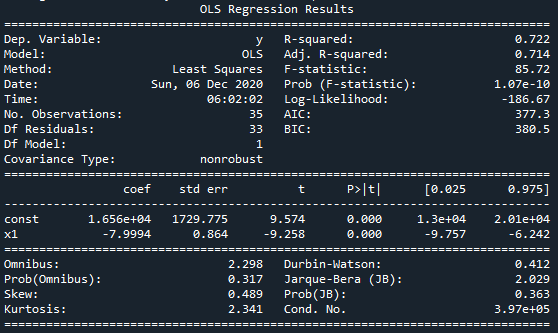 OLS Regression Results
==============================================================================
Dep. Variable:                      y   R-squared:                       0.722
Model:                            OLS   Adj. R-squared:                  0.714
Method:                 Least Squares   F-statistic:                     85.72
Date:                Sun, 06 Dec 2020   Prob (F-statistic):           1.07e-10
Time:                        06:02:02   Log-Likelihood:                -186.67
No. Observations:                  35   AIC:                             377.3
Df Residuals:                      33   BIC:                             380.5
Df Model:                           1
Covariance Type:            nonrobust
==============================================================================
coef    std err          t      P>|t|      [0.025      0.975]
------------------------------------------------------------------------------
const       1.656e+04   1729.775      9.574      0.000     1.3e+04    2.01e+04
x1            -7.9994      0.864     -9.258      0.000      -9.757      -6.242
==============================================================================
Omnibus:                        2.298   Durbin-Watson:                   0.412
Prob(Omnibus):                  0.317   Jarque-Bera (JB):                2.029
Skew:                           0.489   Prob(JB):                        0.363
Kurtosis:                       2.341   Cond. No.                     3.97e+05
==============================================================================